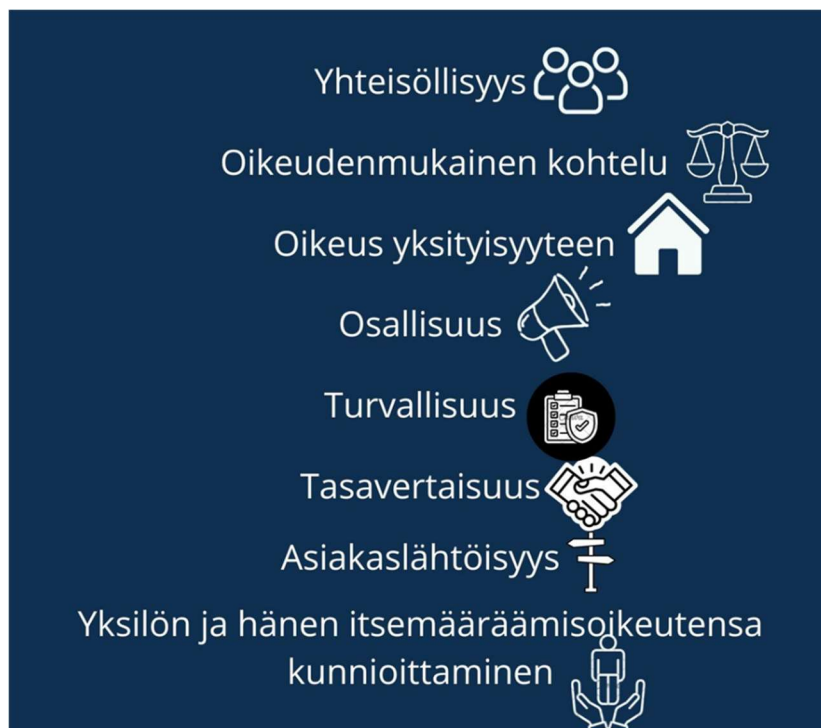 Yhteisöllisyys
Oikeudenmukainen kohtelu
Oikeus yksityisyyteen
Osallisuus
Turvallisuus
Tasavertaisuus
Asiakaslähtöisyys
Yksilön ja hänen itsemääräämisoikeutensa
kunnioittaminen